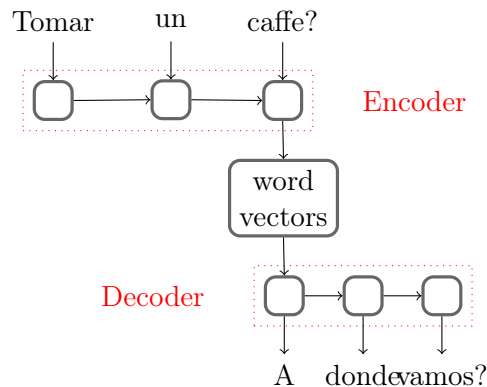 Tomar un caffe?
Encoder
word
vectors
Decoder
A donde vamos?